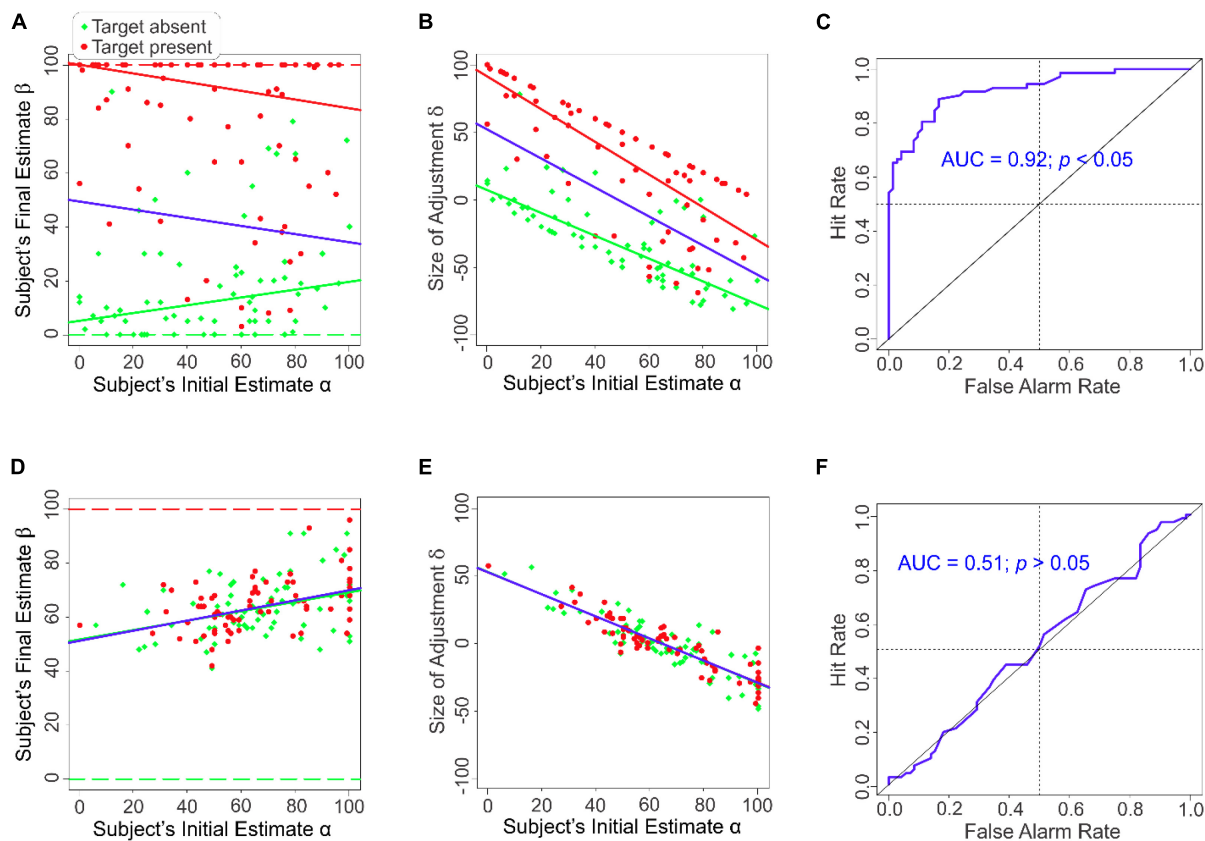 A
Target absent
Target present
Subject's Final Estimate β
0 20 40 60 80 100
0 20 40 60 80 100
Subject's Initial Estimate α
B
Size of Adjustment δ
-100 -50 0 50 100
0 20 40 60 80 100
Subject's Initial Estimate α
C
Hit Rate
0.0 0.2 0.4 0.6 0.8 1.0
AUC = 0.92; p < 0.05
0.0 0.2 0.4 0.6 0.8 1.0
False Alarm Rate
D
Subject's Final Estimate β
0 20 40 60 80 100
0 20 40 60 80 100
Subject's Initial Estimate α
E
Size of Adjustment δ
-100 -50 0 50 100
0 20 40 60 80 100
Subject's Initial Estimate α
F
Hit Rate
0.0 0.2 0.4 0.6 0.8 1.0
AUC = 0.51; p > 0.05
0.0 0.2 0.4 0.6 0.8 1.0
False Alarm Rate